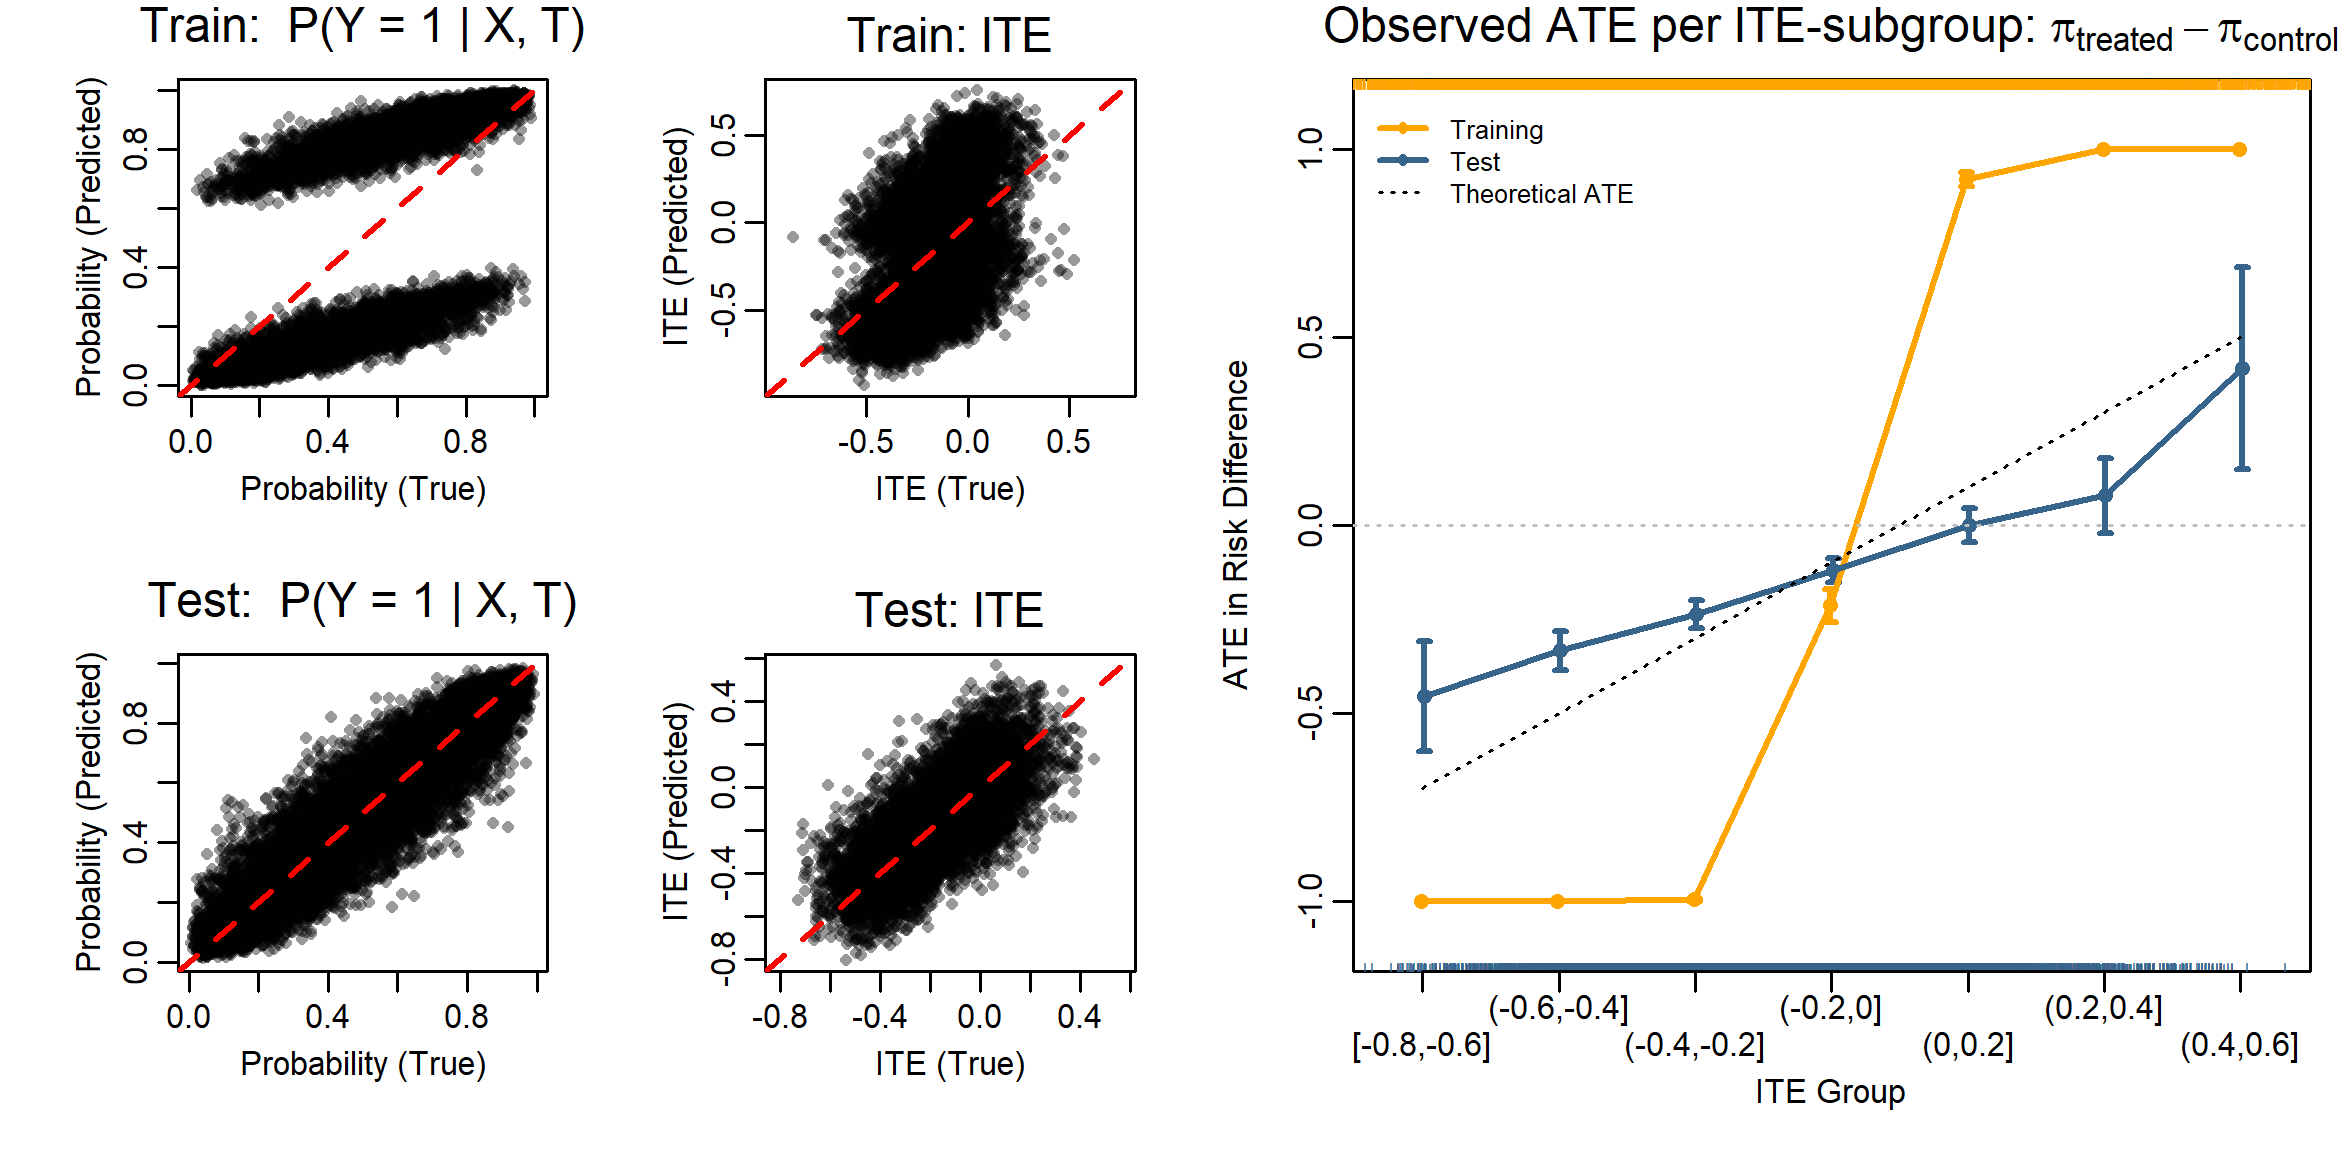 Train:  P(Y = 1 | X, T)
Probability (Predicted)
0.0 0.4 0.8
0.0 0.4 0.8
Probability (True)
Train: ITE
ITE (Predicted)
-0.5 0.0 0.5
-0.5 0.0 0.5
ITE (True)
Test:  P(Y = 1 | X, T)
Probability (Predicted)
0.0 0.4 0.8
0.0 0.4 0.8
Probability (True)
Test: ITE
ITE (Predicted)
-0.8 -0.4 0.0 0.4
-0.8 -0.4 0.0 0.4
ITE (True)
Observed ATE per ITE-subgroup: πtreated − πcontrol
Training
Test
Theoretical ATE
ATE in Risk Difference
-1.0 -0.5 0.0 0.5 1.0
(-0.6,-0.4] (-0.2,0] (0.2,0.4]
[-0.8,-0.6] (-0.4,-0.2] (0,0.2] (0.4,0.6]
ITE Group